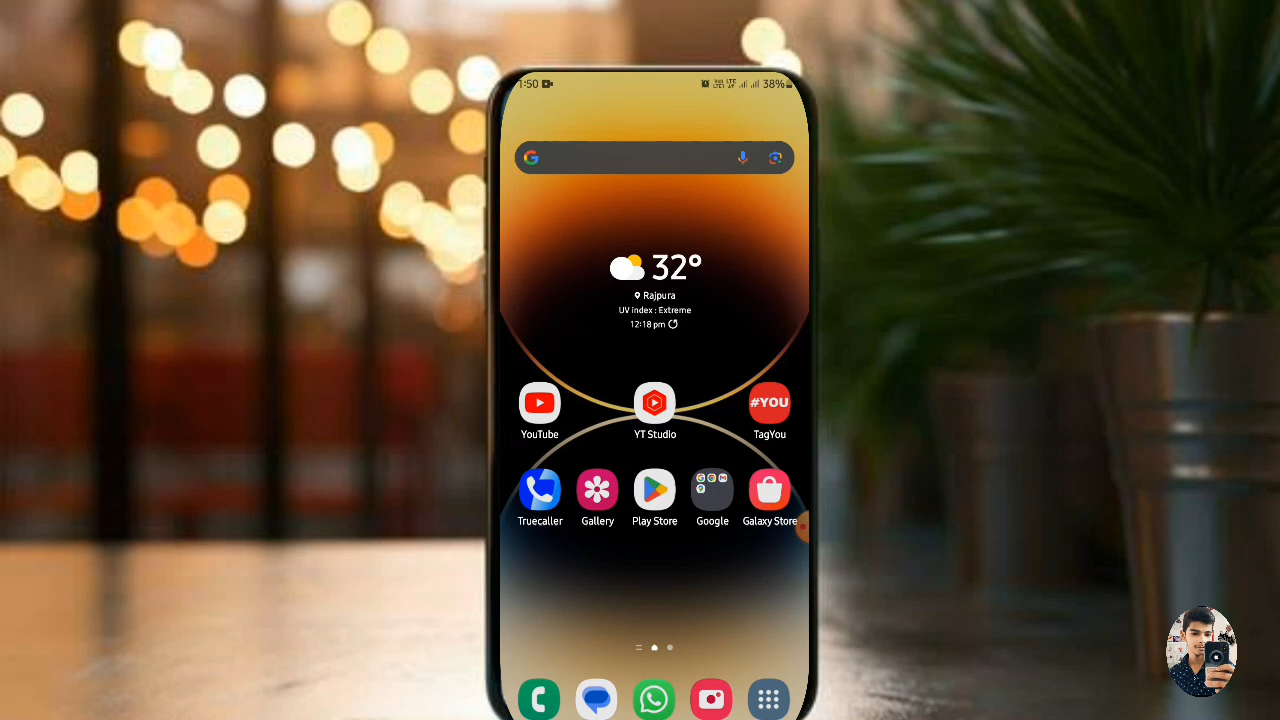 1:50
38%
32°
Rajpura
UV index : Extreme
12:18 pm
#YOU
YouTube
YT Studio
TagYou
Truecaller
Gallery
Play Store
Google
Galaxy Store